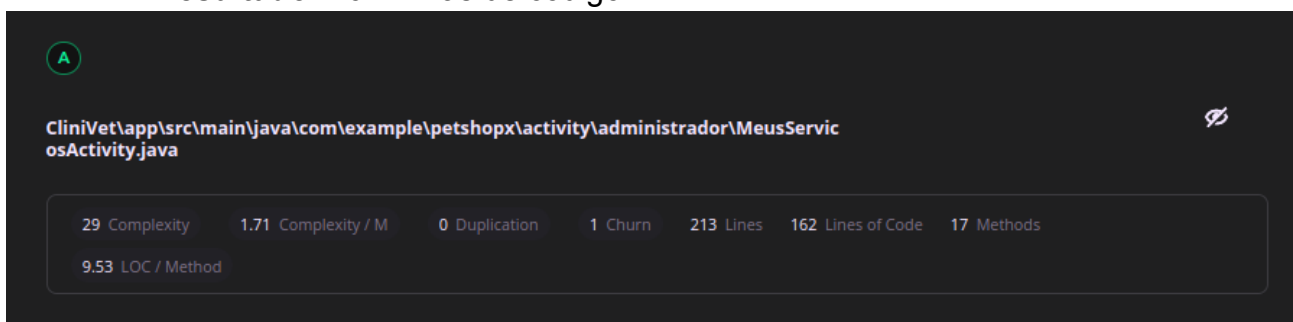 A
CliniVet\app\src\main\java\com\example\petshopx\activity\administrador\MeusServic
osActivity.java
29 Complexity 1.71 Complexity / M 0 Duplication 1 Churn 213 Lines 162 Lines of Code 17 Methods
9.53 LOC / Method